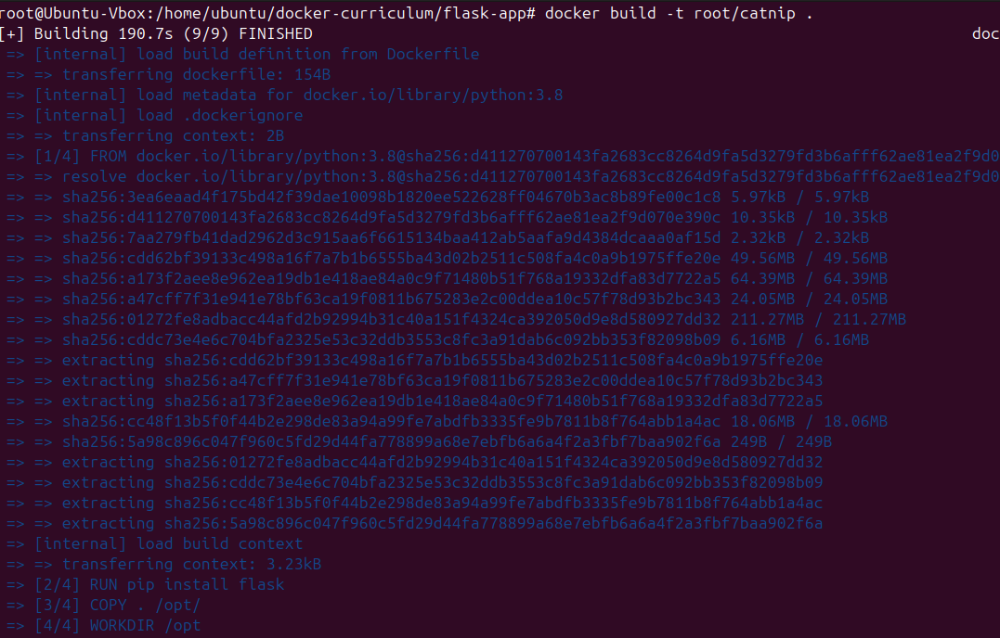 root@Ubuntu-Vbox:/home/ubuntu/docker-curriculum/flask-app# docker build -t root/catnip .
[+] Building 190.7s (9/9) FINISHED doc
=> [internal] load build definition from Dockerfile
=> => transferring dockerfile: 154B
=> [internal] load metadata for docker.io/library/python:3.8
=> [internal] load .dockerignore
=> => transferring context: 2B
=> [1/4] FROM docker.io/library/python:3.8@sha256:d411270700143fa2683cc8264d9fa5d3279fd3b6afff62ae81ea2f9d0
=> => resolve docker.io/library/python:3.8@sha256:d411270700143fa2683cc8264d9fa5d3279fd3b6afff62ae81ea2f9d0
=> => sha256:3ea6eaad4f175bd42f39dae10098b1820ee522628ff04670b3ac8b89fe00c1c8 5.97kB / 5.97kB
=> => sha256:d411270700143fa2683cc8264d9fa5d3279fd3b6afff62ae81ea2f9d070e390c 10.35kB / 10.35kB
=> => sha256:7aa279fb41dad2962d3c915aa6f6615134baa412ab5aafa9d4384dcaaa0af15d 2.32kB / 2.32kB
=> => sha256:cdd62bf39133c498a16f7a7b1b6555ba43d02b2511c508fa4c0a9b1975ffe20e 49.56MB / 49.56MB
=> => sha256:a173f2aee8e962ea19db1e418ae84a0c9f71480b51f768a19332dfa83d7722a5 64.39MB / 64.39MB
=> => sha256:a47cff7f31e941e78bf63ca19f0811b675283e2c00ddea10c57f78d93b2bc343 24.05MB / 24.05MB
=> => sha256:01272fe8adbacc44afd2b92994b31c40a151f4324ca392050d9e8d580927dd32 211.27MB / 211.27MB
=> => sha256:cddc73e4e6c704bfa2325e53c32ddb3553c8fc3a91dab6c092bb353f82098b09 6.16MB / 6.16MB
=> => extracting sha256:cdd62bf39133c498a16f7a7b1b6555ba43d02b2511c508fa4c0a9b1975ffe20e
=> => extracting sha256:a47cff7f31e941e78bf63ca19f0811b675283e2c00ddea10c57f78d93b2bc343
=> => extracting sha256:a173f2aee8e962ea19db1e418ae84a0c9f71480b51f768a19332dfa83d7722a5
=> => sha256:cc48f13b5f0f44b2e298de83a94a99fe7abdfb3335fe9b7811b8f764abb1a4ac 18.06MB / 18.06MB
=> => sha256:5a98c896c047f960c5fd29d44fa778899a68e7ebfb6a6a4f2a3fbf7baa902f6a 249B / 249B
=> => extracting sha256:01272fe8adbacc44afd2b92994b31c40a151f4324ca392050d9e8d580927dd32
=> => extracting sha256:cddc73e4e6c704bfa2325e53c32ddb3553c8fc3a91dab6c092bb353f82098b09
=> => extracting sha256:cc48f13b5f0f44b2e298de83a94a99fe7abdfb3335fe9b7811b8f764abb1a4ac
=> => extracting sha256:5a98c896c047f960c5fd29d44fa778899a68e7ebfb6a6a4f2a3fbf7baa902f6a
=> [internal] load build context
=> => transferring context: 3.23kB
=> [2/4] RUN pip install flask
=> [3/4] COPY . /opt/
=> [4/4] WORKDIR /opt